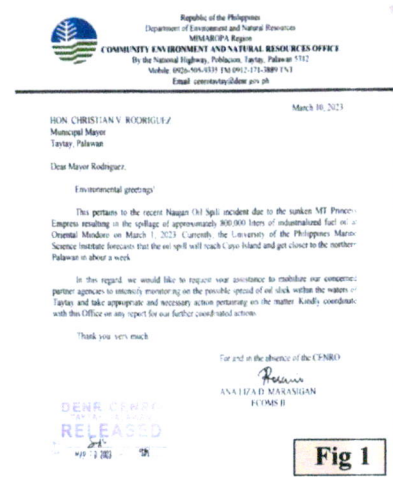 Republic of the Philippines
Department of Environment and Natural Resources
MIMAROPA Region
COMMUNITY ENVIRONMENT AND NATURAL RESOURCES OFFICE
By the National Highway, Poblacion, Taytay, Palawan 5312
Mobile
Email
March 10, 2023
HON. CHRISTIAN V. RODRIGUEZ
Municipal Mayor
Taytay, Palawan
Dear Mayor Rodriguez,
Environmental greetings!
This pertains to the recent Naujan Oil Spill incident due to the sunken MT Princess
Empress resulting in the spillage of approximately 800,000 liters of industrialized fuel oil
Oriental Mindoro on March 1, 2023. Currently, the University of the Philippines Marine
Science Institute forecasts that the oil spill will reach Cuyo Island and get closer to the northern
Palawan in about a week.
In this regard, we would like to request your assistance to mobilize our concerned
partner agencies to intensify monitoring on the possible spread of oil slick within the waters of
Taytay and take appropriate and necessary action pertaining on the matter. Kindly coordinate
with this Office on any report for our further coordinated actions.
Thank you very much.
For and in the absence of the CENRO
ANA LIZA D. MARASIGAN
ECOMS II
DENR CENRO
RELEASED
Fig 1